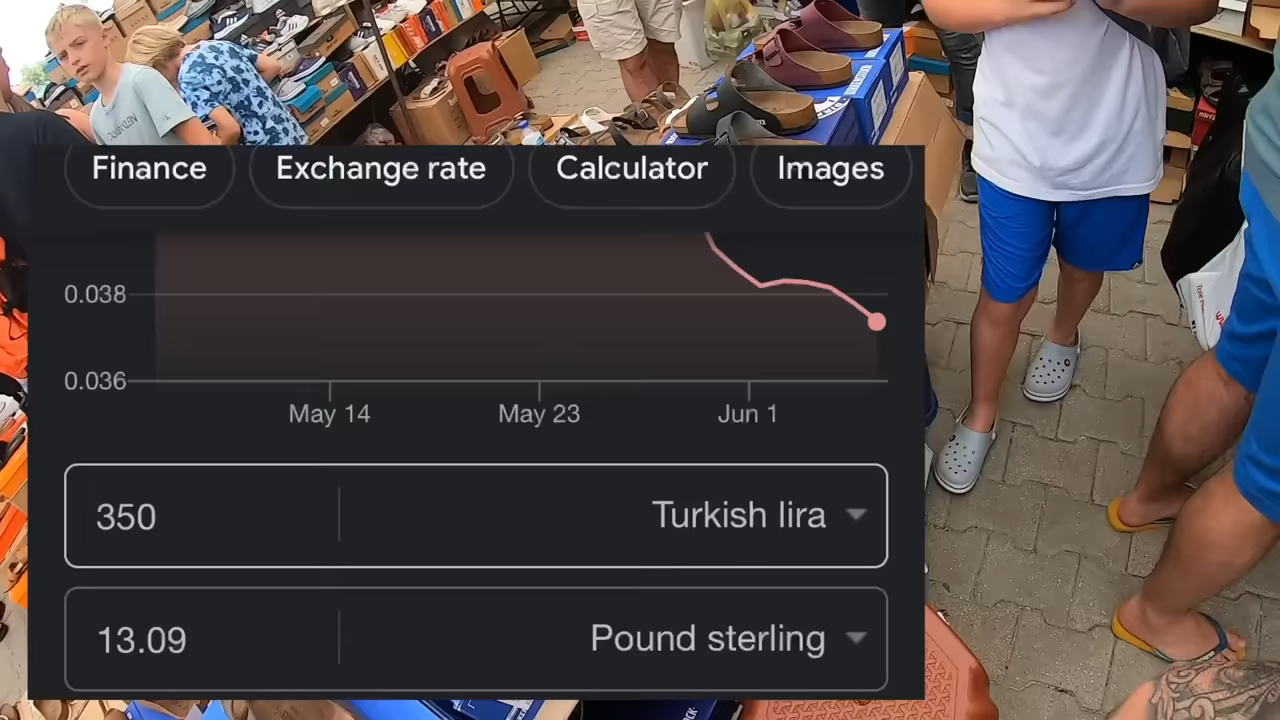 Finance
Exchange rate
Calculator
Images
0.038
0.036
May 14
May 23
Jun 1
350
Turkish lira
13.09
Pound sterling